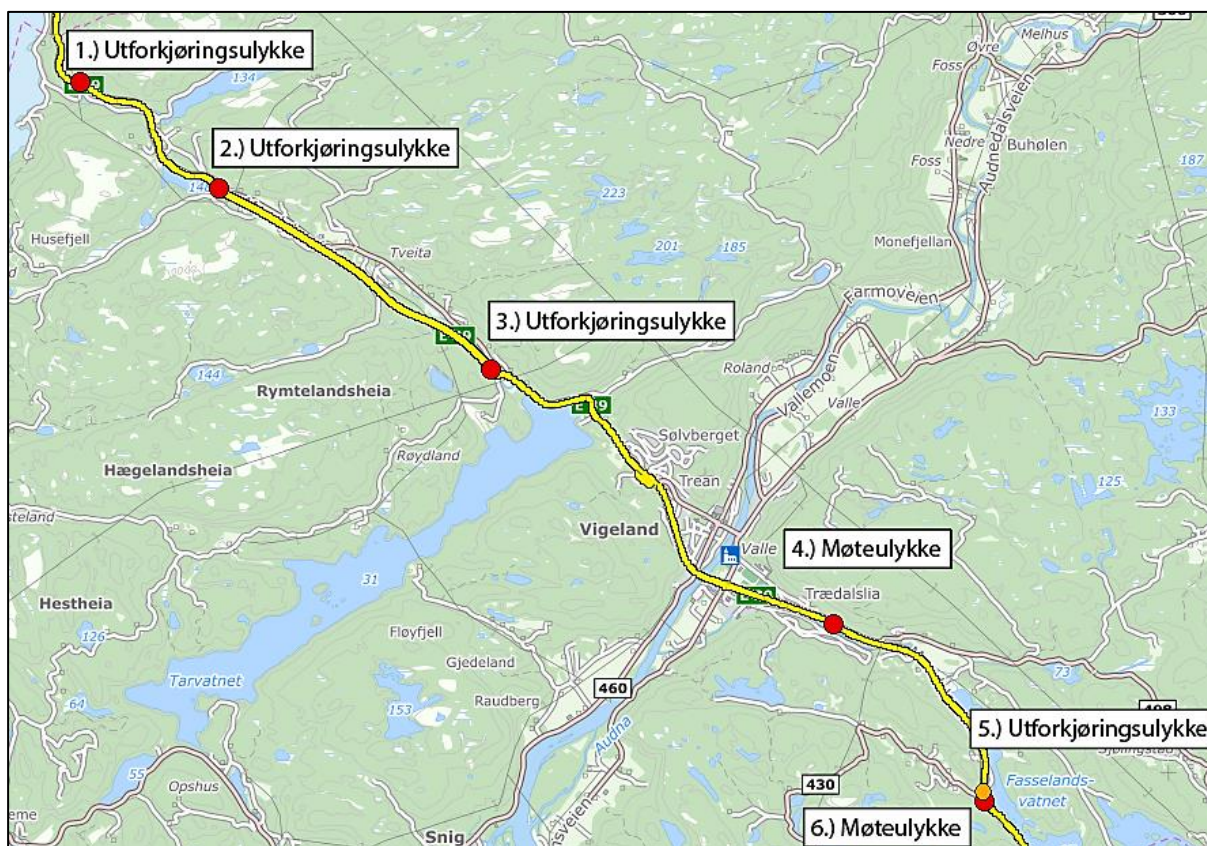 Melhus
Øvre
1.) Utforkjøringsulykke
Foss
134
Audnedalsveien
2.) Utforkjøringsulykke
Nedre
Buhølen
Foss
187
148
223
Husefjell
201
185
Monefjellan
Tveita
Farmoveien
3.) Utforkjøringsulykke
Roland
144
Rymtelandsheia
Vallemoen
Valle
133
Sølvberget
Hægelandsheia
Røydland
Trean
125
Vigeland
4.) Møteulykke
Valle
31
Trædalslia
Hestheia
126
Fløyfjell
Gjedeland
73
Tarvatnet
460
Raudberg
64
153
Audna
5.) Utforkjøringsulykke
55
430
Fasselands-
vatnet
Opshus
6.) Møteulykke
Snig